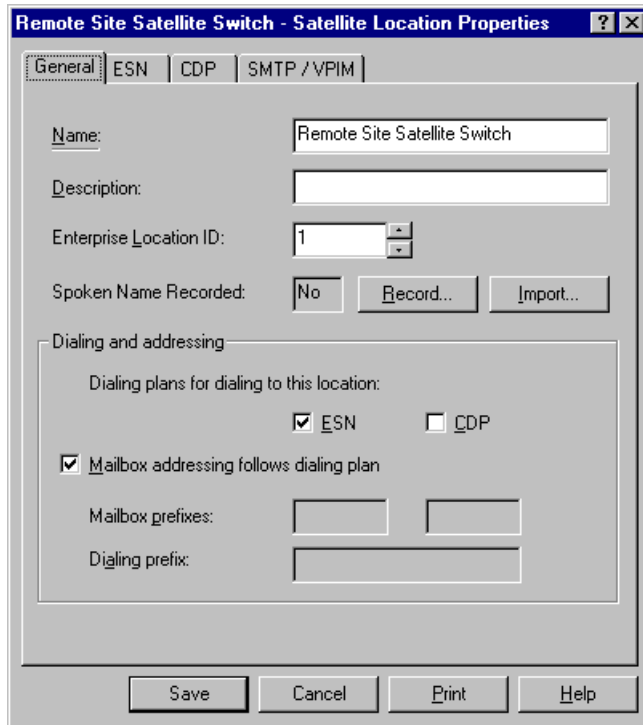 Remote Site Satellite Switch - Satellite Location Properties
General ESN CDP SMTP / VPIM
Name: Remote Site Satellite Switch
Description:
Enterprise Location ID: 1
Spoken Name Recorded: No Record... Import...
Dialing and addressing
Dialing plans for dialing to this location:
ESN CDP
Mailbox addressing follows dialing plan
Mailbox prefixes:
Dialing prefix:
Save Cancel Print Help